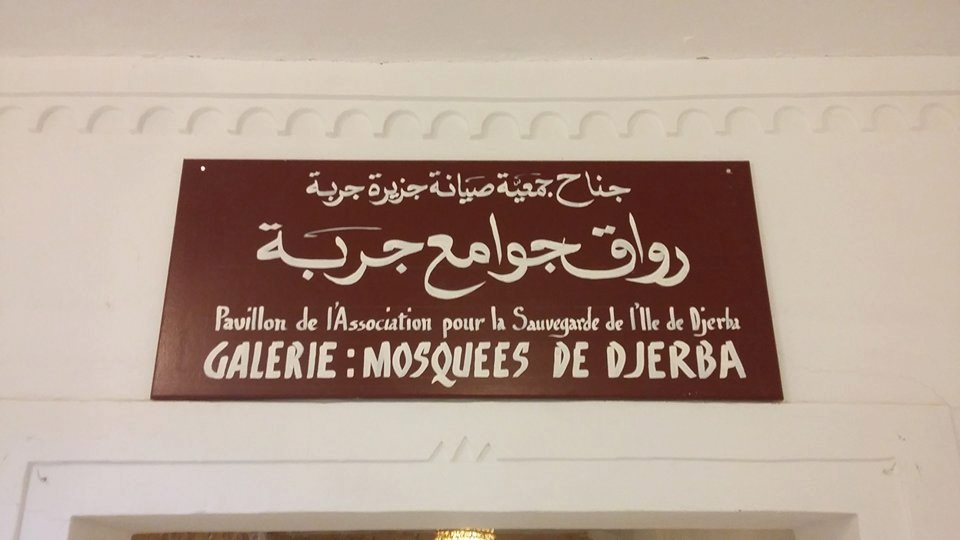 جناح جمعيّة صيانة جزيرة جربة
رواق جوامع جربة
Pavillon de l'Association pour la Sauvegarde de l'Ile de Djerba
GALERIE : MOSQUEES DE DJERBA